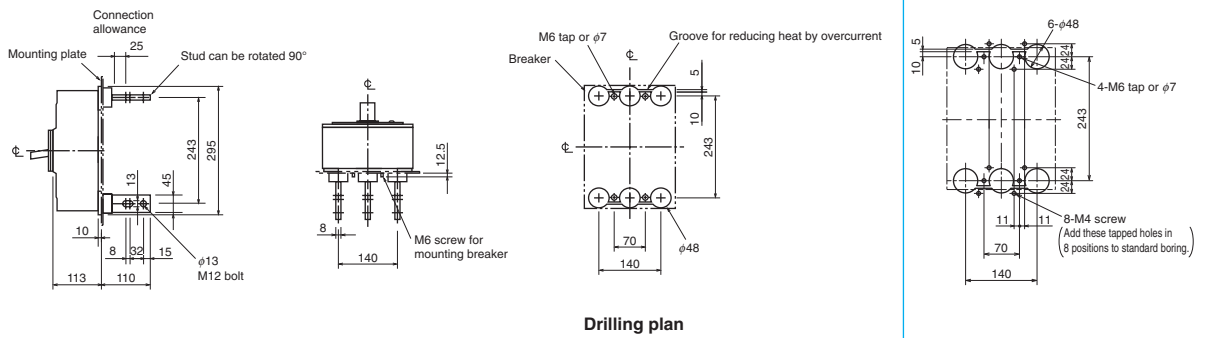 Connection
allowance
25
Mounting plate
Stud can be rotated 90°
℄
243
295
13
45
10
8
32
15
φ13
M12 bolt
113
110
℄
12.5
8
M6 screw for
mounting breaker
140
M6 tap or φ7
Groove for reducing heat by overcurrent
℄
Breaker
5
10
℄
243
70
φ48
140
Drilling plan
6-φ48
5
10
24
24
4-M6 tap or φ7
243
24
24
11
11
8-M4 screw
(Add these tapped holes in
8 positions to standard boring.)
70
140